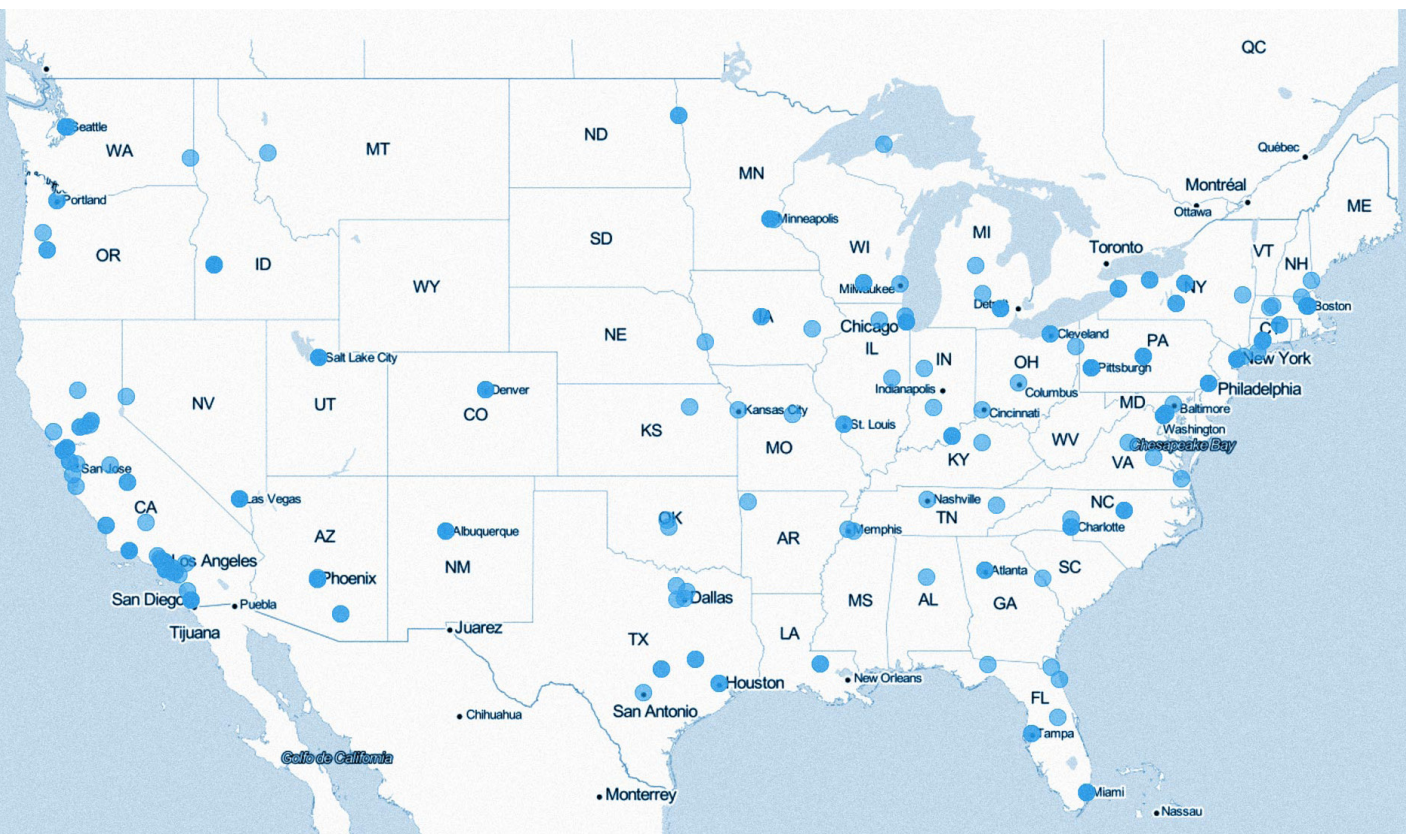 QC
Seattle
WA
MT
ND
MN
Québec
Montréal
Ottawa
ME
Portland
OR
ID
SD
Minneapolis
WI
MI
Toronto
VT
NH
WY
Milwaukee
Detroit
NY
Boston
NE
IA
Chicago
IL
IN
OH
Cleveland
PA
CT
New York
Salt Lake City
NV
UT
Denver
CO
Indianapolis
Columbus
Pittsburgh
Philadelphia
KS
Kansas City
MO
St. Louis
Cincinnati
MD
Baltimore
Washington
WV
Chesapeake Bay
San Jose
KY
VA
CA
Las Vegas
AZ
Albuquerque
OK
AR
Nashville
TN
Memphis
NC
Charlotte
Los Angeles
Phoenix
NM
Atlanta
SC
San Diego
Puebla
Tijuana
Juarez
Dallas
MS
AL
GA
TX
LA
Houston
New Orleans
San Antonio
FL
Chihuahua
Tampa
Golfo de California
Monterrey
Miami
Nassau